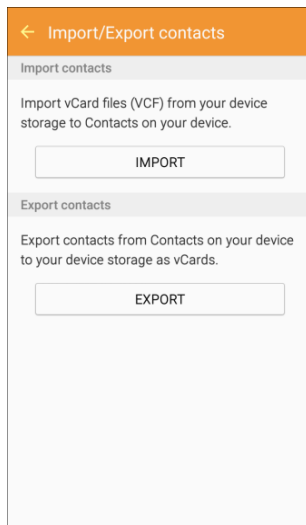 Import/Export contacts
Import contacts
Import vCard files (VCF) from your device
storage to Contacts on your device.
IMPORT
Export contacts
Export contacts from Contacts on your device
to your device storage as vCards.
EXPORT